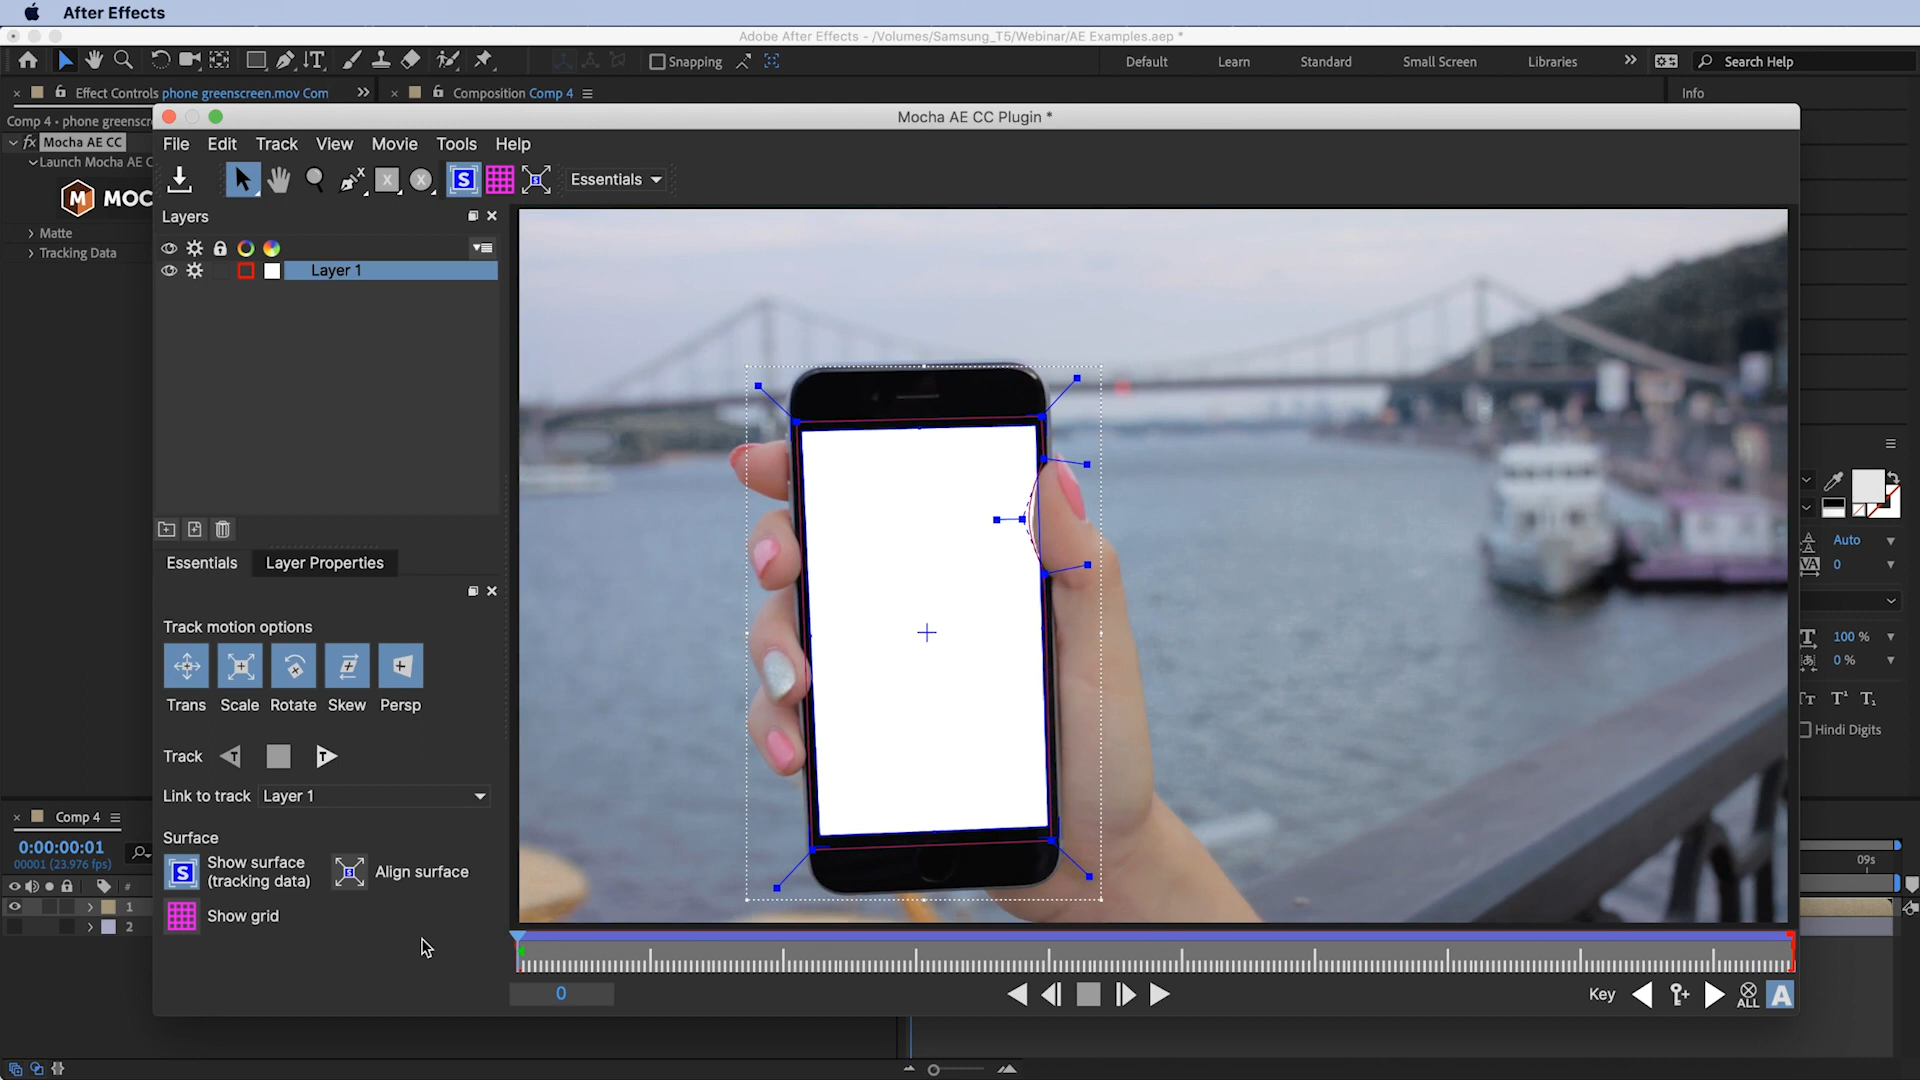 After Effects
Adobe After Effects - /Volumes/Samsung_T5/Webinar/AE Examples.aep *
Snapping
Default
Learn
Standard
Small Screen
Libraries
Search Help
Effect Controls phone greenscreen.mov Com
Composition Comp 4
Info
Comp 4 • phone greenscr
Mocha AE CC Plugin *
fx Mocha AE CC
File Edit Track View Movie Tools Help
Launch Mocha AE C
MOC
Essentials
Layers
Matte
Tracking Data
Layer 1
Essentials
Layer Properties
Auto
0
Track motion options
100 %
0 %
Trans Scale Rotate Skew Persp
Hindi Digits
Track
Link to track Layer 1
Comp 4
Surface
0:00:00:01
00001 (23.976 fps)
Show surface
(tracking data)
Align surface
09s
#
1
Show grid
2
0
Key
ALL
A